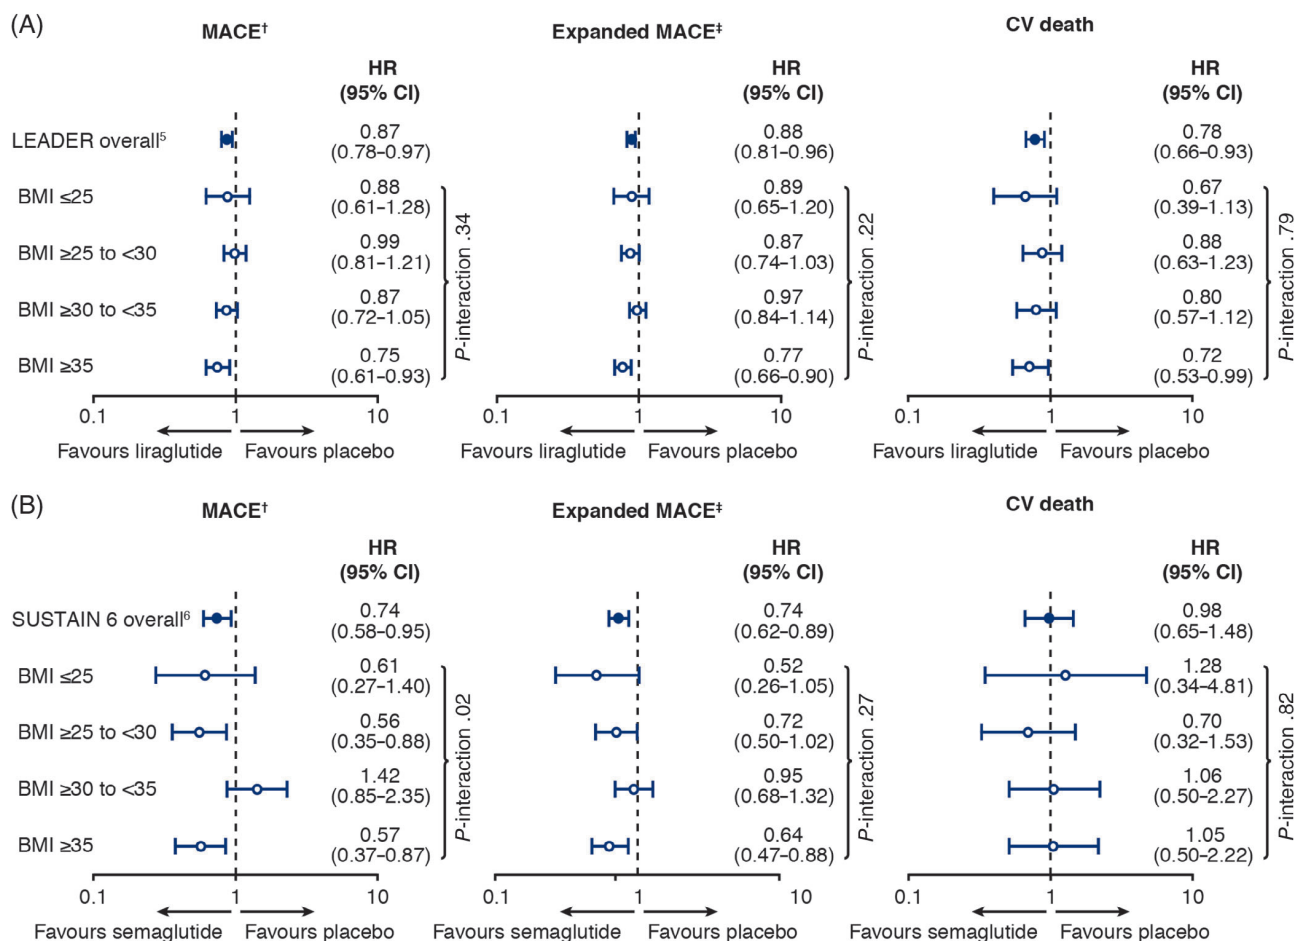 (A)
MACE†
Expanded MACE‡
CV death
HR
(95% CI)
HR
(95% CI)
HR
(95% CI)
LEADER overall5
0.87
(0.78–0.97)
0.88
(0.81–0.96)
0.78
(0.66–0.93)
BMI ≤25
0.88
(0.61–1.28)
0.89
(0.65–1.20)
0.67
(0.39–1.13)
BMI ≥25 to <30
0.99
(0.81–1.21)
0.87
(0.74–1.03)
0.88
(0.63–1.23)
BMI ≥30 to <35
0.87
(0.72–1.05)
0.97
(0.84–1.14)
0.80
(0.57–1.12)
BMI ≥35
0.75
(0.61–0.93)
0.77
(0.66–0.90)
0.72
(0.53–0.99)
P-interaction .34
P-interaction .22
P-interaction .79
0.1 1 10
0.1 1 10
0.1 1 10
Favours liraglutide Favours placebo
Favours liraglutide Favours placebo
Favours liraglutide Favours placebo
(B)
MACE†
Expanded MACE‡
CV death
HR
(95% CI)
HR
(95% CI)
HR
(95% CI)
SUSTAIN 6 overall6
0.74
(0.58–0.95)
0.74
(0.62–0.89)
0.98
(0.65–1.48)
BMI ≤25
0.61
(0.27–1.40)
0.52
(0.26–1.05)
1.28
(0.34–4.81)
BMI ≥25 to <30
0.56
(0.35–0.88)
0.72
(0.50–1.02)
0.70
(0.32–1.53)
BMI ≥30 to <35
1.42
(0.85–2.35)
0.95
(0.68–1.32)
1.06
(0.50–2.27)
BMI ≥35
0.57
(0.37–0.87)
0.64
(0.47–0.88)
1.05
(0.50–2.22)
P-interaction .02
P-interaction .27
P-interaction .82
0.1 1 10
0.1 1 10
0.1 1 10
Favours semaglutide Favours placebo
Favours semaglutide Favours placebo
Favours semaglutide Favours placebo